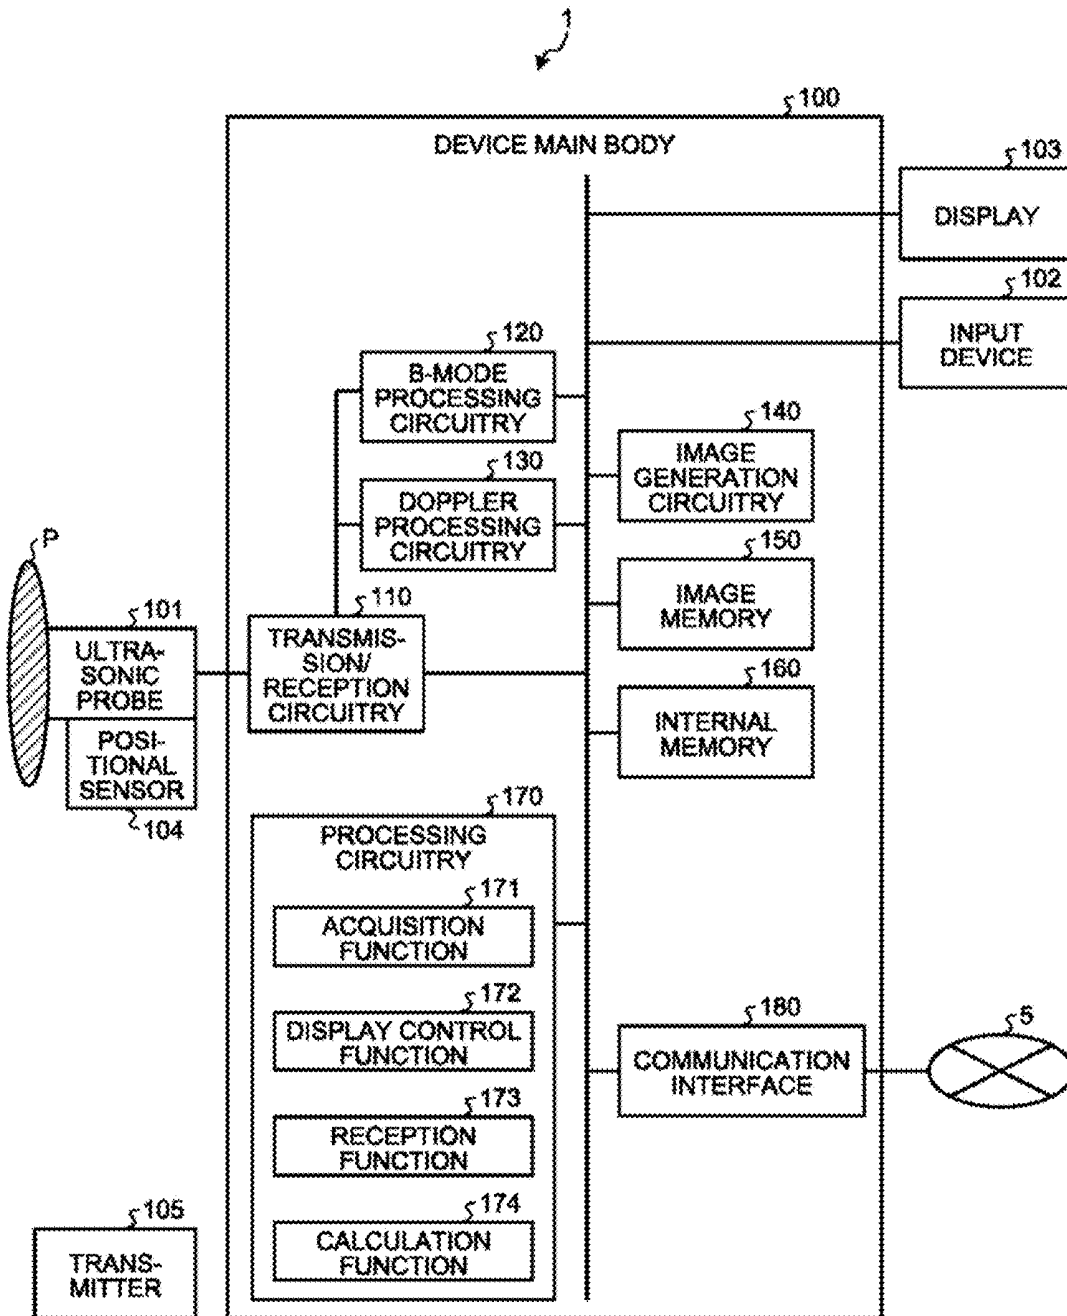 1
100
DEVICE MAIN BODY
103
DISPLAY
102
INPUT
DEVICE
120
B-MODE
PROCESSING
CIRCUITRY
140
IMAGE
GENERATION
CIRCUITRY
130
DOPPLER
PROCESSING
CIRCUITRY
150
IMAGE
MEMORY
P
101
ULTRA-
SONIC
PROBE
110
TRANSMIS-
SION/
RECEPTION
CIRCUITRY
160
INTERNAL
MEMORY
POSI-
TIONAL
SENSOR
104
170
PROCESSING
CIRCUITRY
171
ACQUISITION
FUNCTION
172
DISPLAY CONTROL
FUNCTION
173
RECEPTION
FUNCTION
174
CALCULATION
FUNCTION
180
COMMUNICATION
INTERFACE
5
105
TRANS-
MITTER